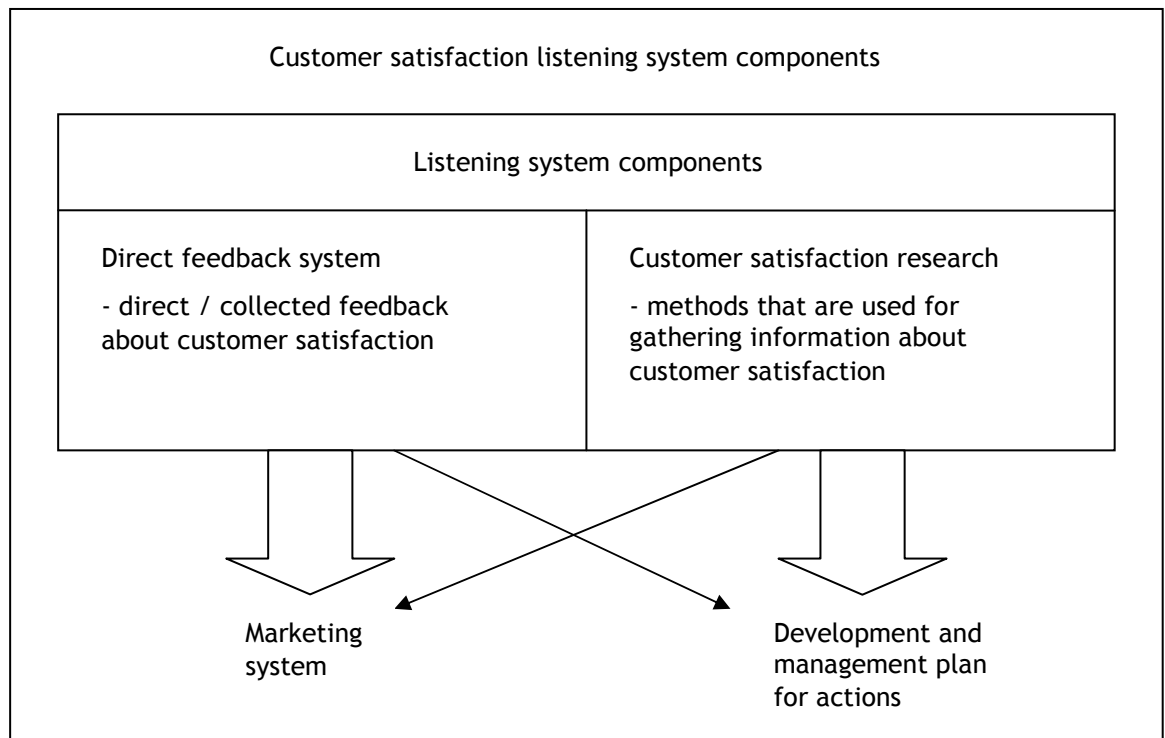 Customer satisfaction listening system components
Listening system components
Direct feedback system
- direct / collected feedback
about customer satisfaction
Customer satisfaction research
- methods that are used for
gathering information about
customer satisfaction
Marketing
system
Development and
management plan
for actions